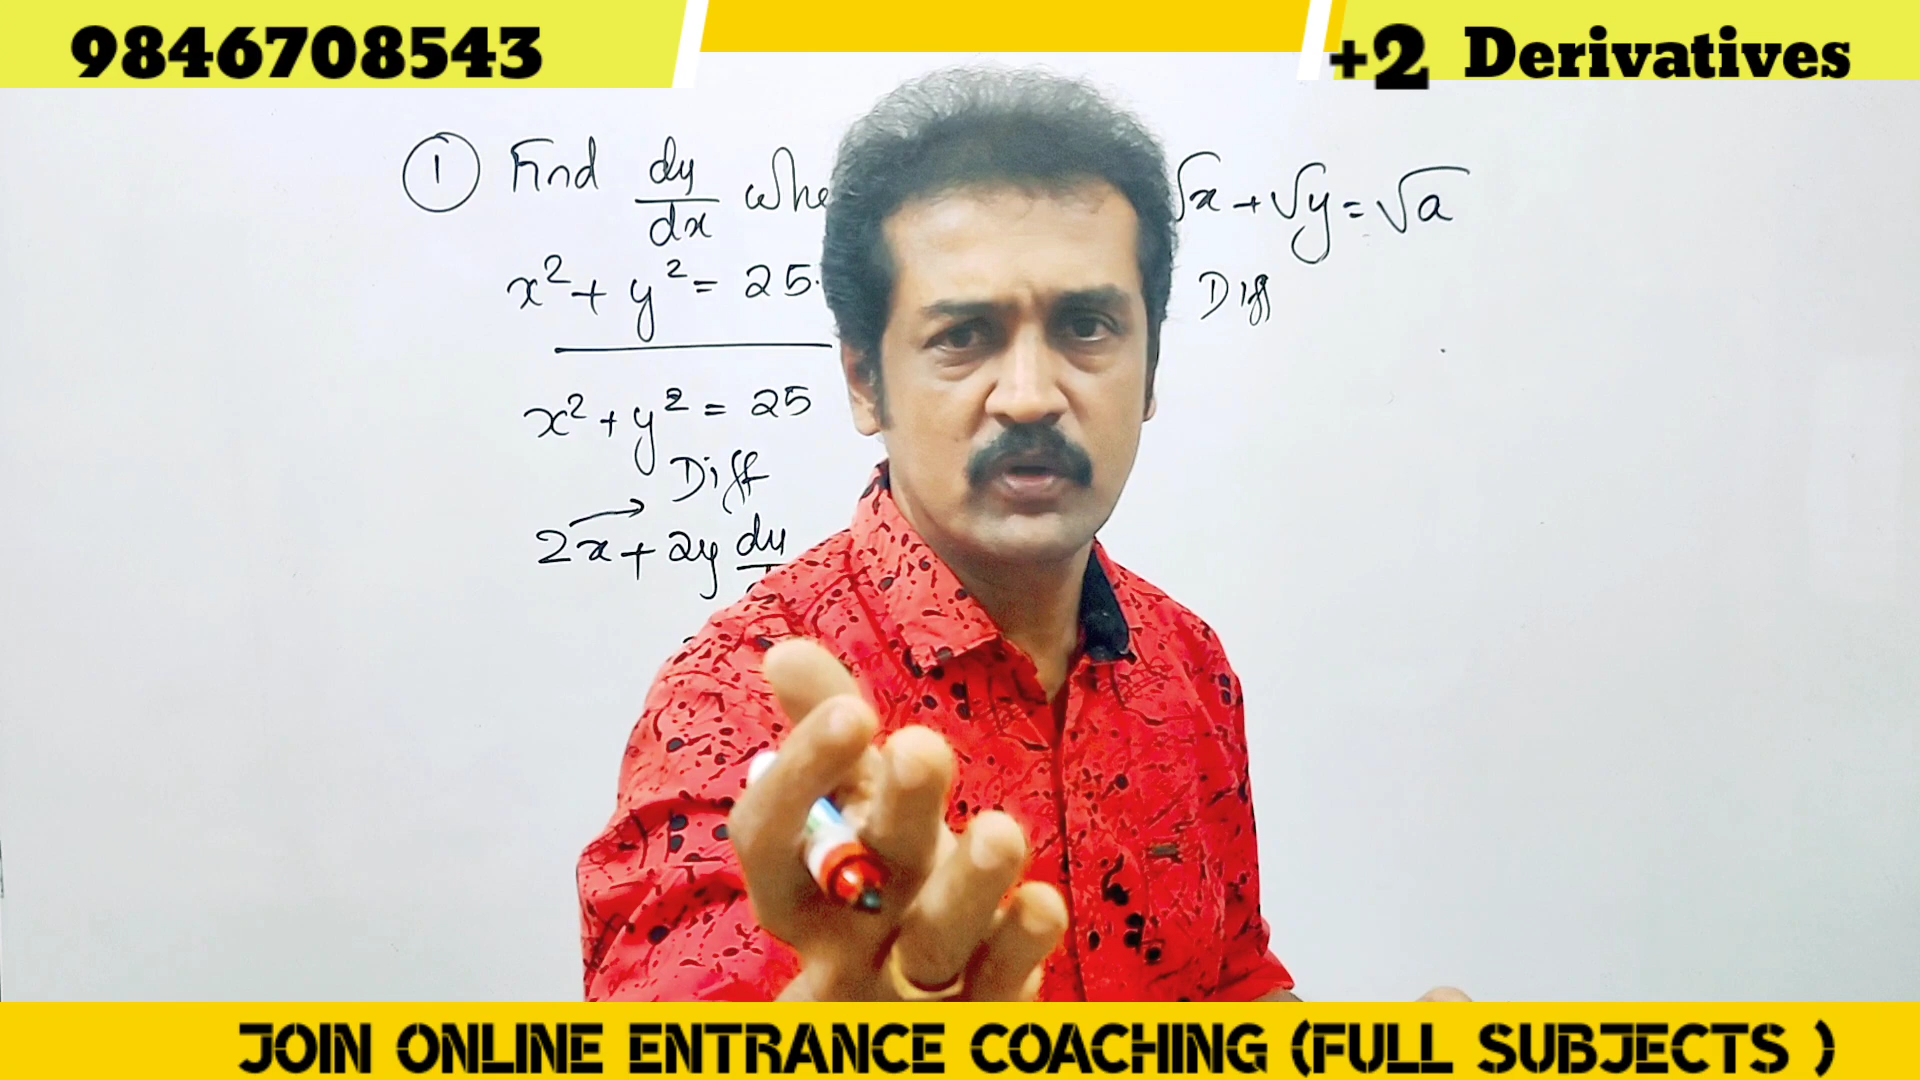 9846708543
+2 Derivatives
① Find dy/dx whe
x² + y² = 25.
x² + y² = 25
Diff
2x + 2y dy
√x + √y = √a
Diff
JOIN ONLINE ENTRANCE COACHING (FULL SUBJECTS )